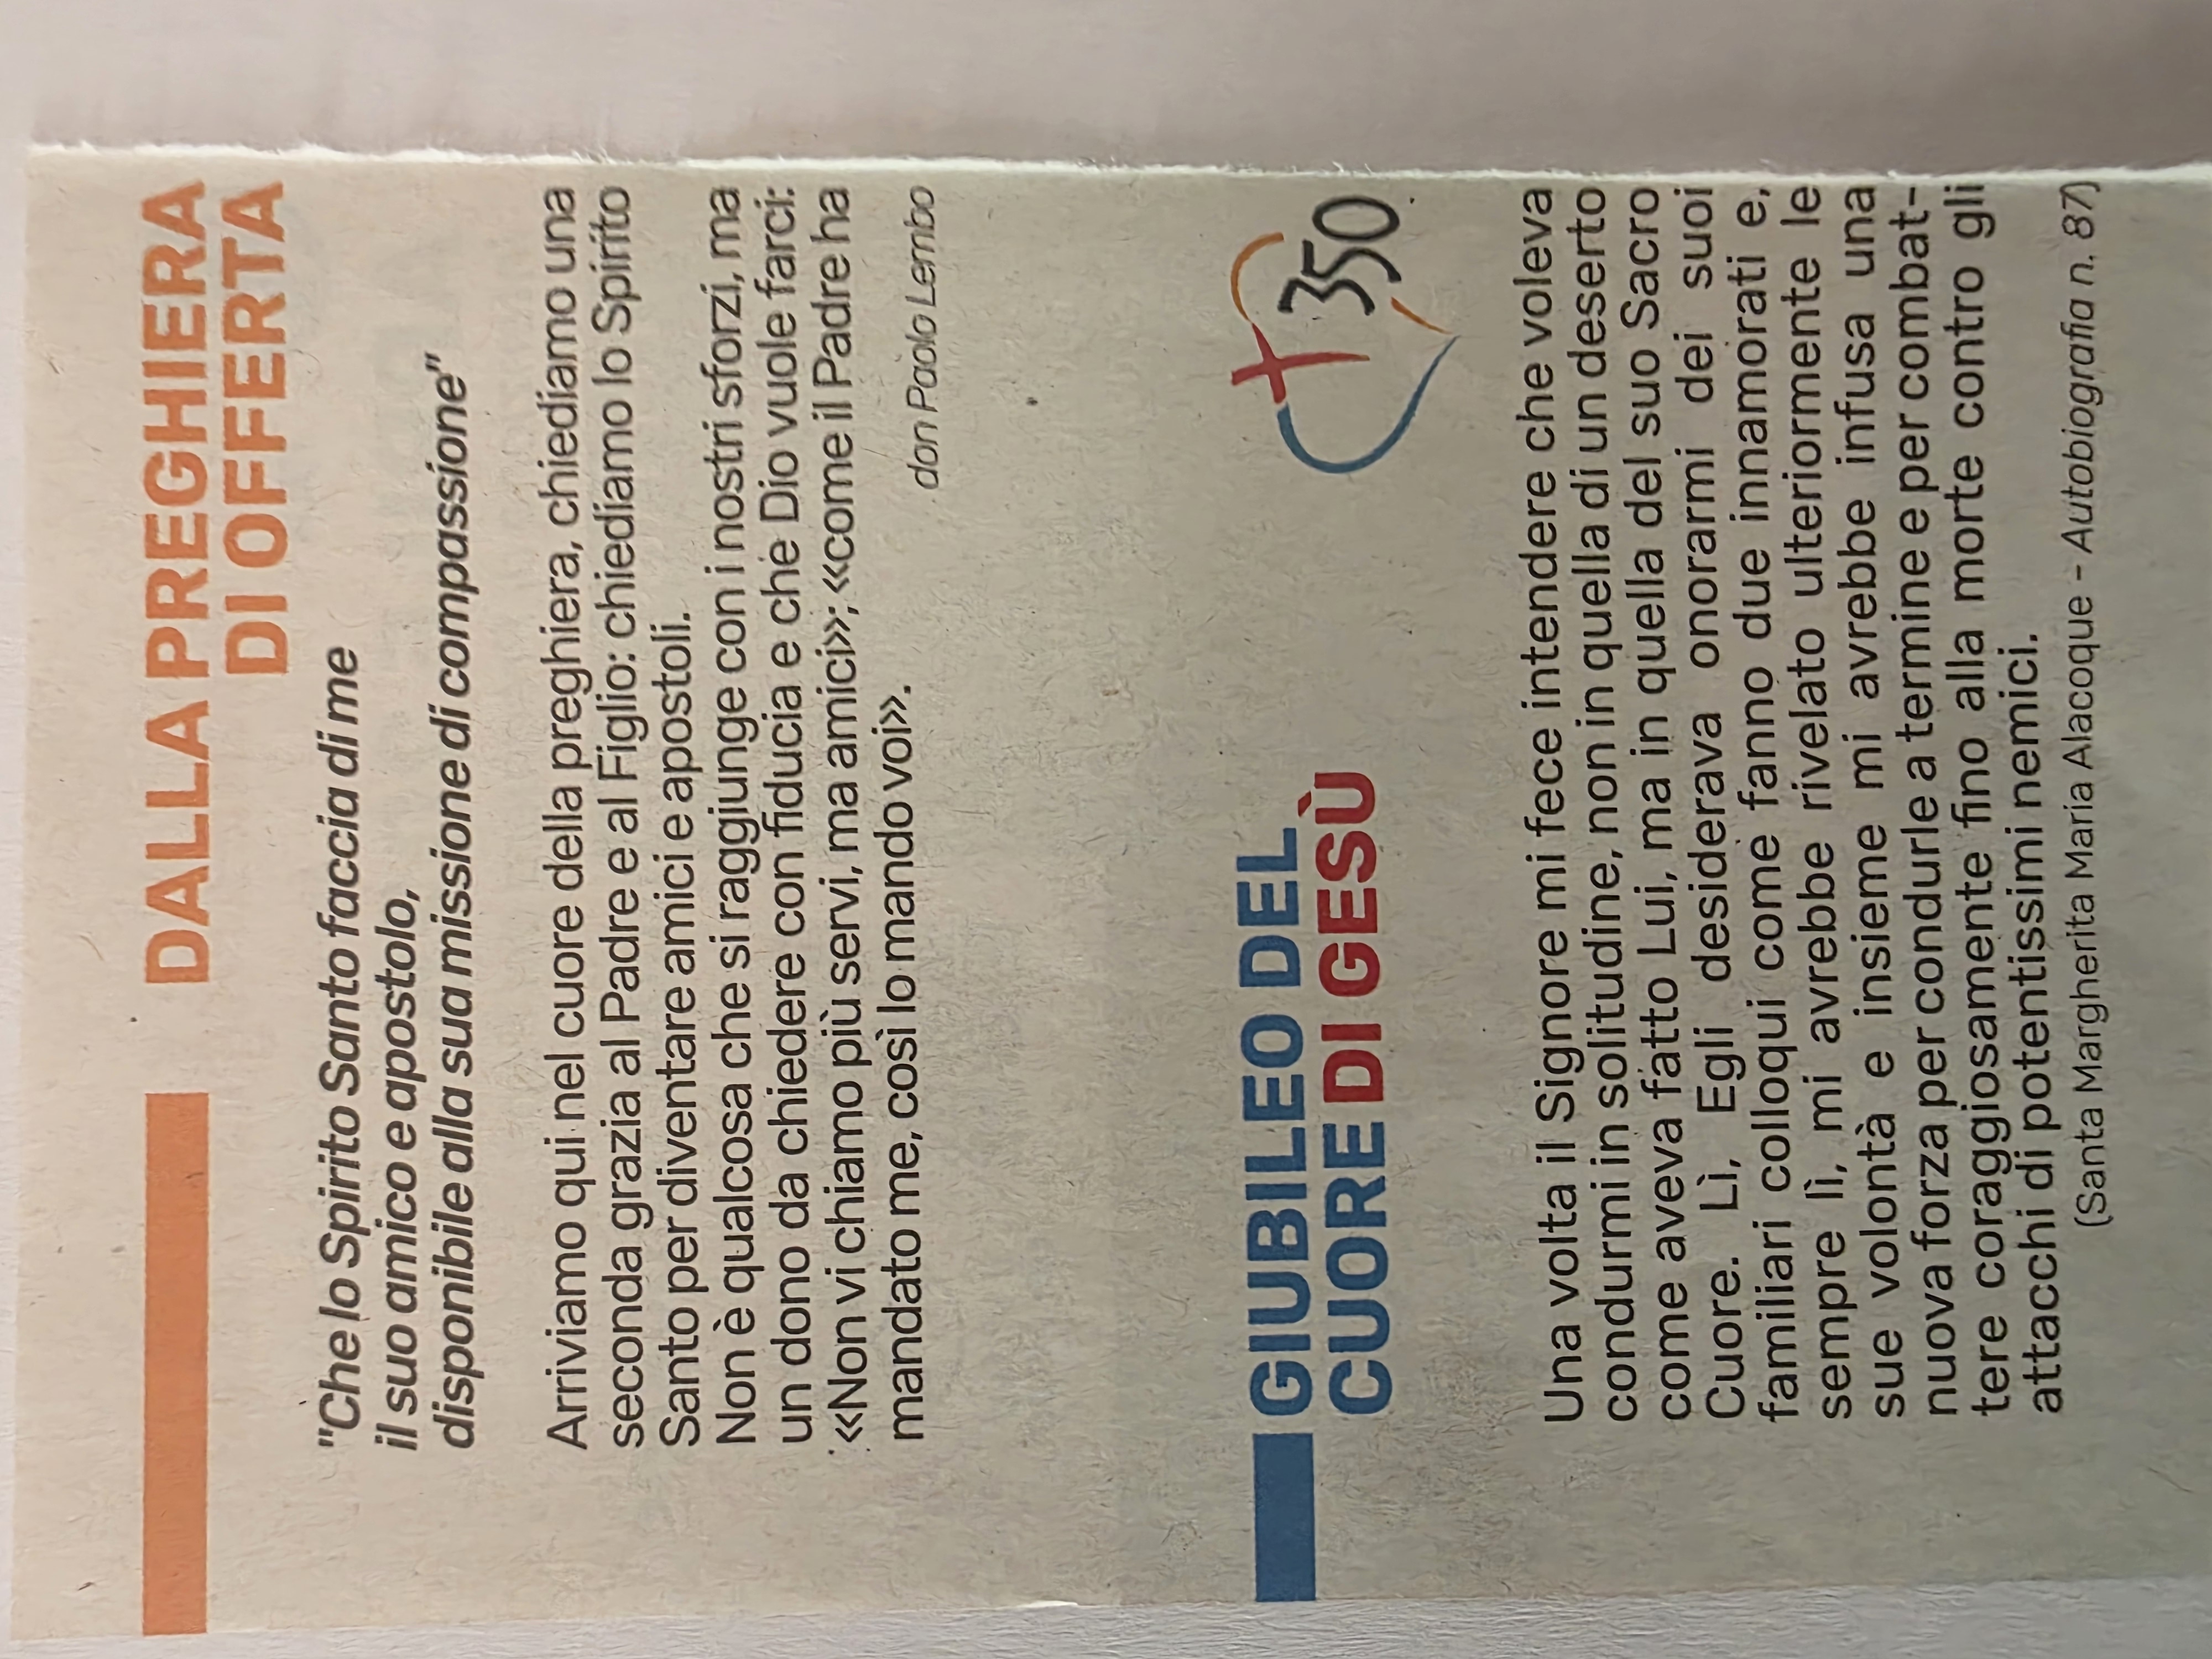 DALLA PREGHIERA
DI OFFERTA
"Che lo Spirito Santo faccia di me
il suo amico e apostolo,
disponibile alla sua missione di compassione"
Arriviamo qui nel cuore della preghiera, chiediamo una
seconda grazia al Padre e al Figlio: chiediamo lo Spirito
Santo per diventare amici e apostoli.
Non è qualcosa che si raggiunge con i nostri sforzi, ma
un dono da chiedere con fiducia e che Dio vuole farci:
«Non vi chiamo più servi, ma amici»; «come il Padre ha
mandato me, così Io mando voi».
don Paolo Lembo
GIUBILEO DEL
CUORE DI GESÙ
350
Una volta il Signore mi fece intendere che voleva
condurmi in solitudine, non in quella di un deserto
come aveva fatto Lui, ma in quella del suo Sacro
Cuore. Lì, Egli desiderava onorarmi dei suoi
familiari colloqui come fanno due innamorati e,
sempre lì, mi avrebbe rivelato ulteriormente le
sue volontà e insieme mi avrebbe infusa una
nuova forza per condurle a termine e per combat-
tere coraggiosamente fino alla morte contro gli
attacchi di potentissimi nemici.
(Santa Margherita Maria Alacoque - Autobiografia n. 87)